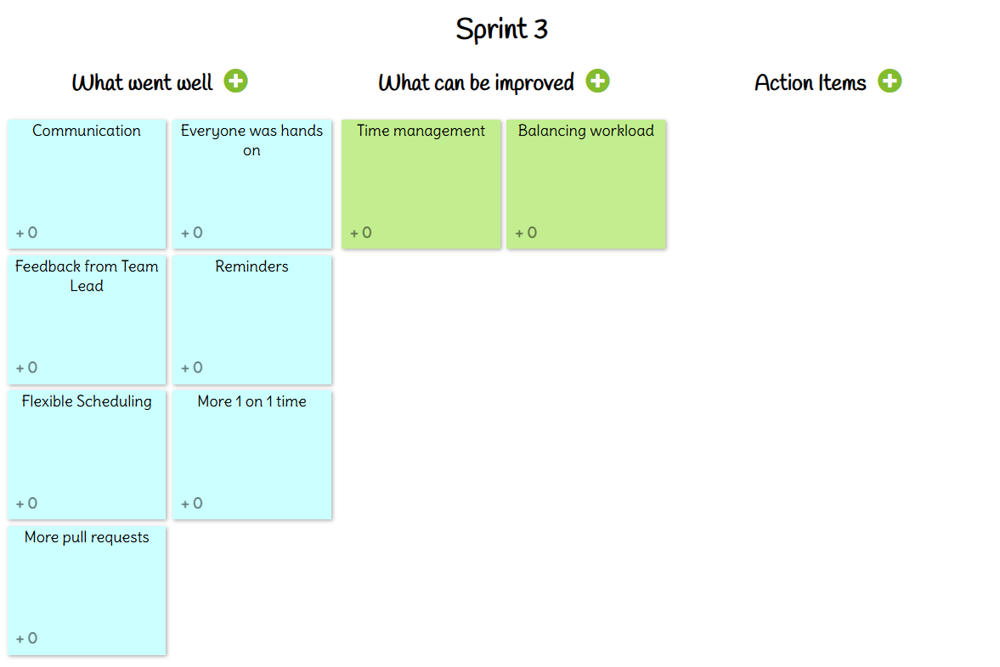 Sprint 3
What went well
What can be improved
Action Items
Communication
+ 0
Everyone was hands
on
+ 0
Time management
+ 0
Balancing workload
+ 0
Feedback from Team
Lead
+ 0
Reminders
+ 0
Flexible Scheduling
+ 0
More 1 on 1 time
+ 0
More pull requests
+ 0